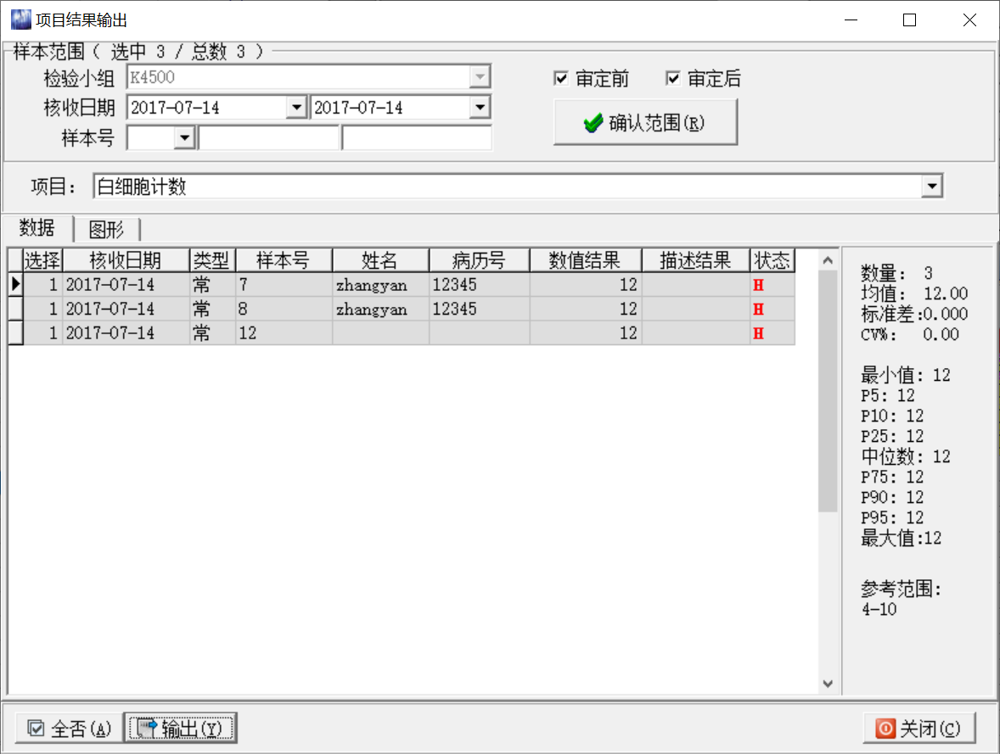 项目结果输出
样本范围 ( 选中 3 / 总数 3 )
检验小组 K4500 审定前 审定后
核收日期 2017-07-14 2017-07-14
确认范围(R)
样本号
项目: 白细胞计数
数据 图形
选择 核收日期 类型 样本号 姓名 病历号 数值结果 描述结果 状态
1 2017-07-14 常 7 zhangyan 12345 12 H
1 2017-07-14 常 8 zhangyan 12345 12 H
1 2017-07-14 常 12 12 H
数量: 3
均值: 12.00
标准差:0.000
CV%: 0.00
最小值: 12
P5: 12
P10: 12
P25: 12
中位数: 12
P75: 12
P90: 12
P95: 12
最大值:12
参考范围:
4-10
全否(A) 输出(Y) 关闭(C)